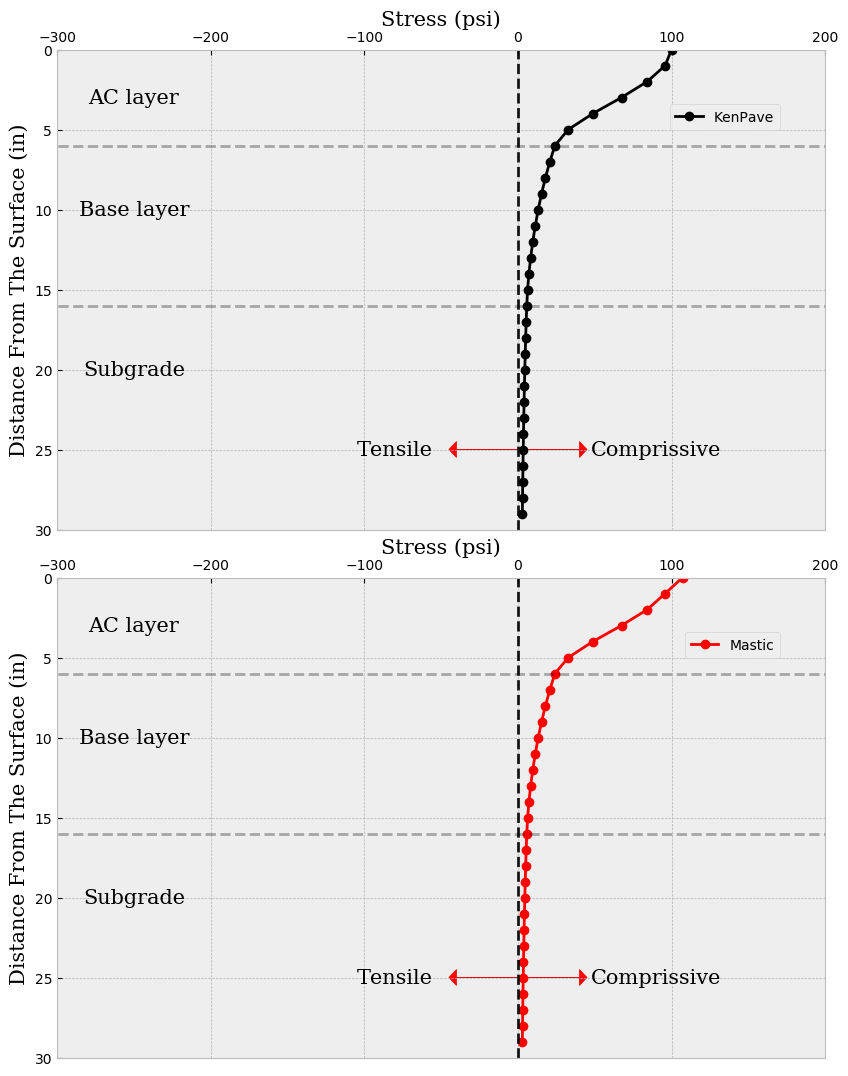 Stress (psi)
−300 −200 −100 0 100 200
0
AC layer
KenPave
5
Base layer
10
15
Distance From The Surface (in)
Subgrade
20
Tensile Comprissive
25
30
Stress (psi)
−300 −200 −100 0 100 200
0
AC layer
Mastic
5
Base layer
10
15
Distance From The Surface (in)
Subgrade
20
Tensile Comprissive
25
30